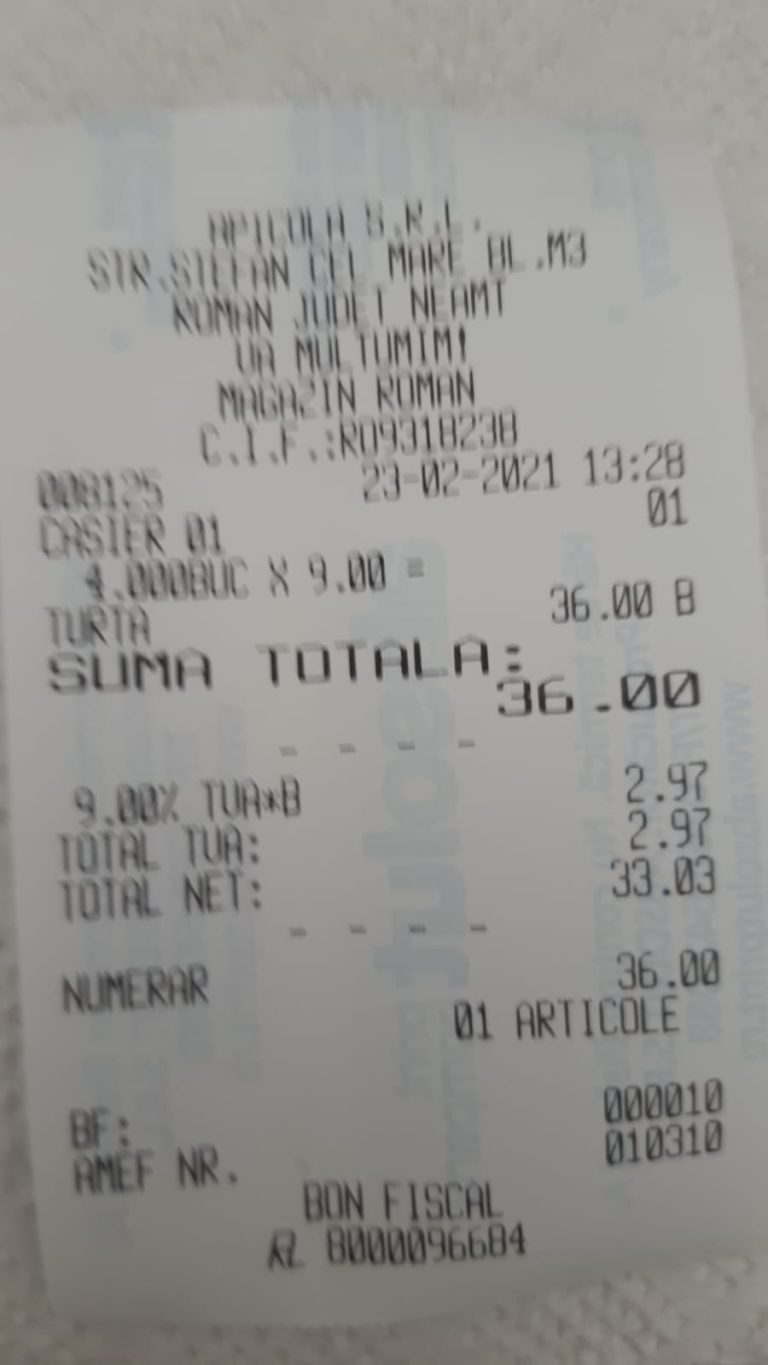 APICOLA S.R.L.
STR.STEFAN CEL MARE BL.M3
ROMAN JUDET NEAMT
VA MULTUMIM!
MAGAZIN ROMAN
C.I.F.:RO9318238
008125 23-02-2021 13:28
CASIER 01 01
4.000BUC X 9.00 =
TURTA 36.00 B
SUMA TOTALA:
36.00
- - - -
9.00% TVA*B 2.97
TOTAL TVA: 2.97
TOTAL NET: 33.03
- - - -
NUMERAR 36.00
01 ARTICOLE
BF: 000010
AMEF NR. 010310
BON FISCAL
8000096684